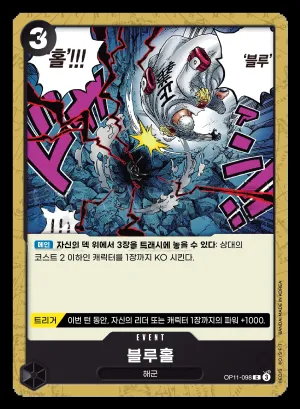 3
홀'!!!
'블루'
메인 자신의 덱 위에서 3장을 트래시에 놓을 수 있다: 상대의
코스트 2 이하인 캐릭터를 1장까지 KO 시킨다.
트리거 이번 턴 동안, 자신의 리더 또는 캐릭터 1장까지의 파워 +1000.
EVENT
블루홀
해군
OP11-098